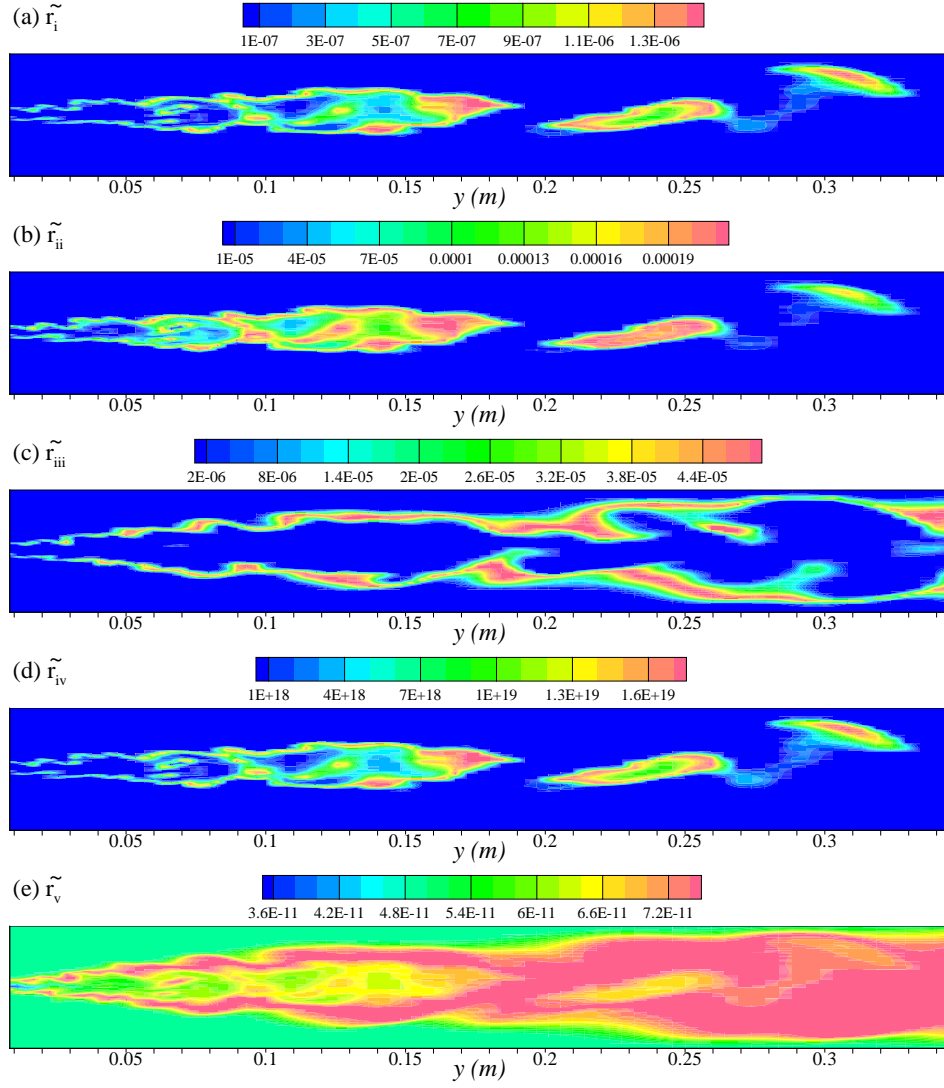 (a) r̃_i
1E-07 3E-07 5E-07 7E-07 9E-07 1.1E-06 1.3E-06
0.05 0.1 0.15 0.2 0.25 0.3
y (m)
(b) r̃_ii
1E-05 4E-05 7E-05 0.0001 0.00013 0.00016 0.00019
0.05 0.1 0.15 0.2 0.25 0.3
y (m)
(c) r̃_iii
2E-06 8E-06 1.4E-05 2E-05 2.6E-05 3.2E-05 3.8E-05 4.4E-05
0.05 0.1 0.15 0.2 0.25 0.3
y (m)
(d) r̃_iv
1E+18 4E+18 7E+18 1E+19 1.3E+19 1.6E+19
0.05 0.1 0.15 0.2 0.25 0.3
y (m)
(e) r̃_v
3.6E-11 4.2E-11 4.8E-11 5.4E-11 6E-11 6.6E-11 7.2E-11
0.05 0.1 0.15 0.2 0.25 0.3
y (m)